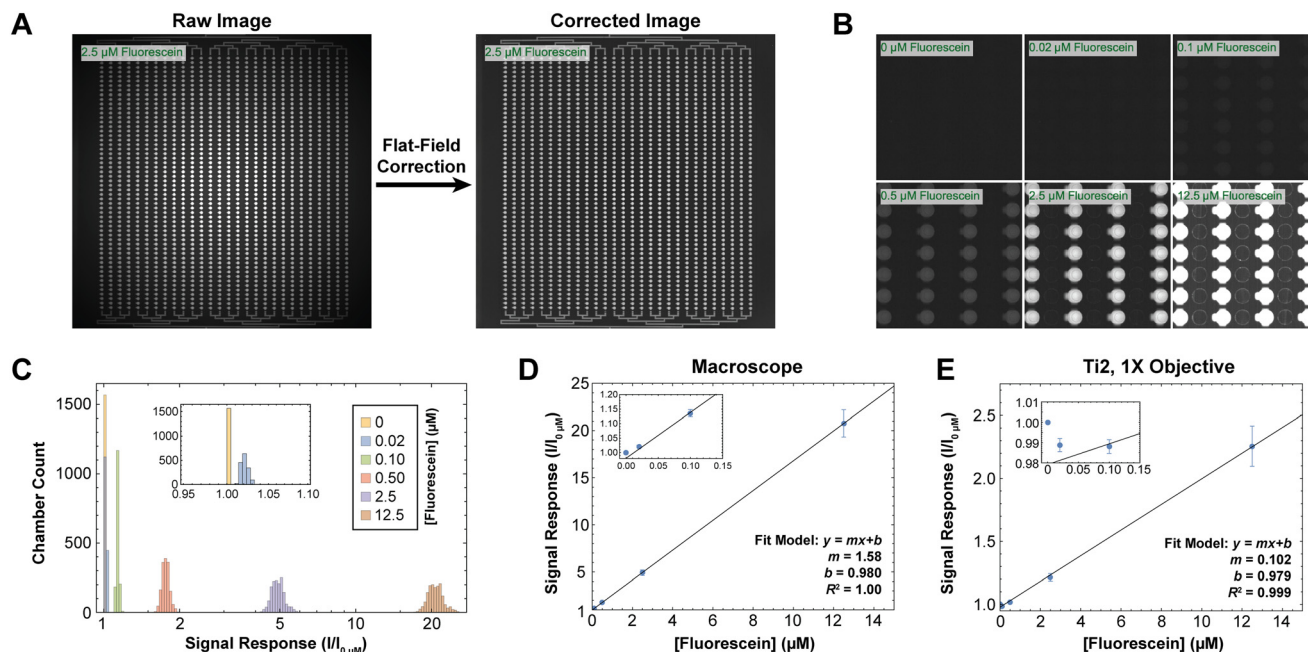 A
Raw Image
Corrected Image
2.5 µM Fluorescein
2.5 µM Fluorescein
Flat-Field
Correction
B
0 µM Fluorescein
0.02 µM Fluorescein
0.1 µM Fluorescein
0.5 µM Fluorescein
2.5 µM Fluorescein
12.5 µM Fluorescein
C
Chamber Count
1500
1000
500
0
1
2
5
10
20
Signal Response (I/I0 µM)
1500
1000
500
0
0.95
1.00
1.05
1.10
0
0.02
0.10
0.50
2.5
12.5
[Fluorescein] (µM)
D
Macroscope
Signal Response (I/I0 µM)
25
20
15
10
5
1
0
2
4
6
8
10
12
14
[Fluorescein] (µM)
1.20
1.15
1.10
1.05
1.00
0.00
0.05
0.10
0.15
Fit Model: y = mx+b
m = 1.58
b = 0.980
R² = 1.00
E
Ti2, 1X Objective
Signal Response (I/I0 µM)
2.5
2.0
1.5
1.0
0
2
4
6
8
10
12
14
[Fluorescein] (µM)
1.01
1.00
0.99
0.98
0
0.05
0.10
0.15
Fit Model: y = mx+b
m = 0.102
b = 0.979
R² = 0.999